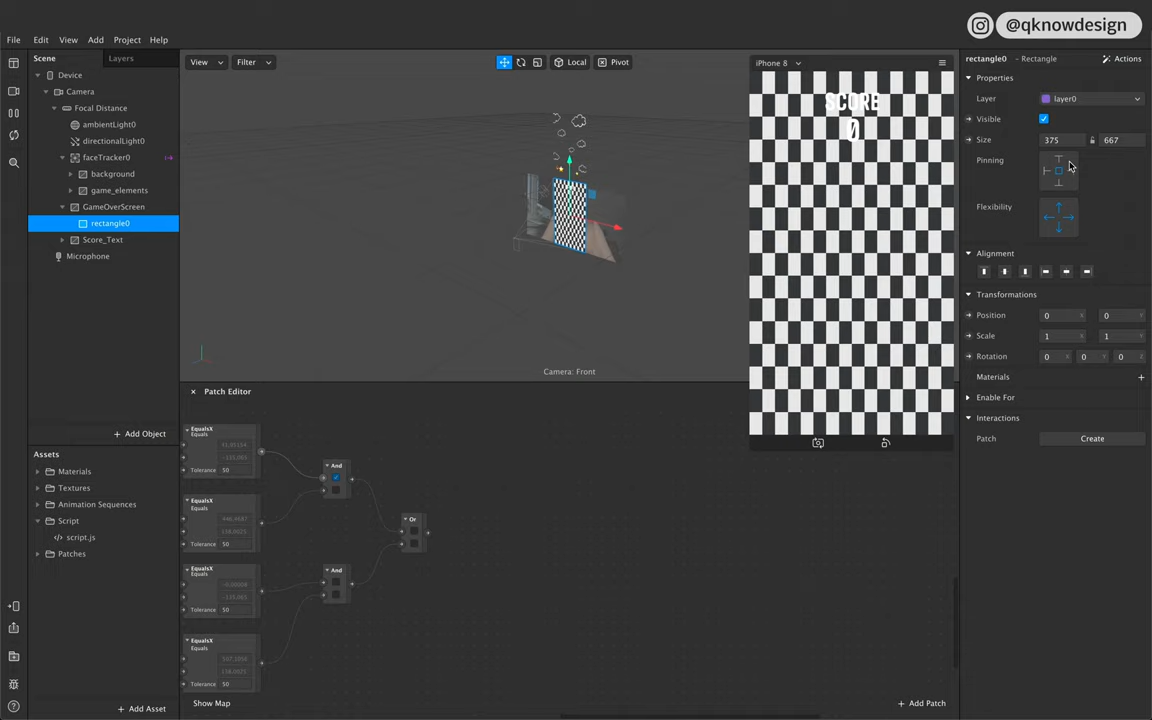 @qknowdesign
File Edit View Add Project Help
Scene Layers
Device
Camera
Focal Distance
ambientLight0
directionalLight0
faceTracker0
background
game_elements
GameOverScreen
rectangle0
Score_Text
Microphone
+ Add Object
Assets
Materials
Textures
Animation Sequences
Script
</> script.js
Patches
+ Add Asset
View Filter Local Pivot
Camera: Front
iPhone 8
SCORE
0
Patch Editor
EqualsX
Equals
Tolerance 50
EqualsX
Equals
Tolerance 50
EqualsX
Equals
Tolerance 50
EqualsX
Equals
Tolerance 50
And
And
Or
Show Map
+ Add Patch
rectangle0 - Rectangle Actions
Properties
Layer layer0
Visible
Size 375 667
Pinning
Flexibility
Alignment
Transformations
Position 0 X 0 Y
Scale 1 X 1 Y
Rotation 0 X 0 Y 0 Z
Materials +
Enable For
Interactions
Patch Create